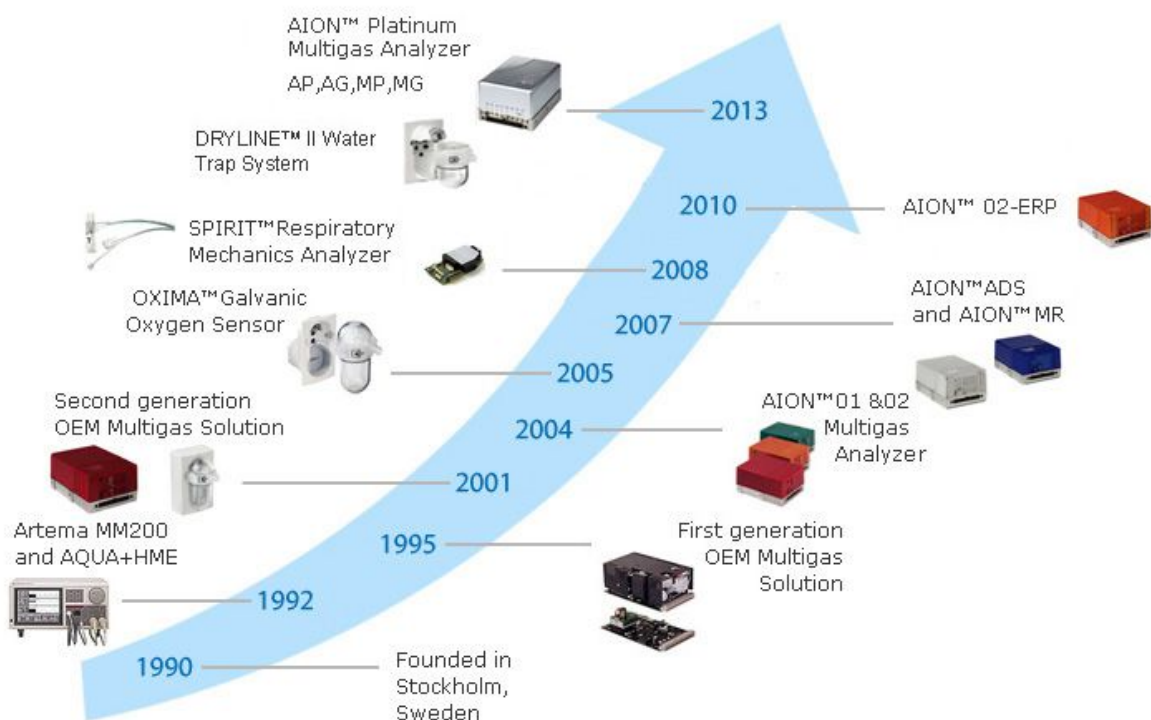 AION™ Platinum
Multigas Analyzer
AP,AG,MP,MG
2013
DRYLINE™ II Water
Trap System
2010
AION™ 02-ERP
SPIRIT™Respiratory
Mechanics Analyzer
2008
AION™ADS
and AION™MR
OXIMA™Galvanic
Oxygen Sensor
2007
2005
Second generation
OEM Multigas Solution
AION™01 &02
Multigas
Analyzer
2004
2001
Artema MM200
and AQUA+HME
First generation
OEM Multigas
Solution
1995
1992
1990
Founded in
Stockholm,
Sweden